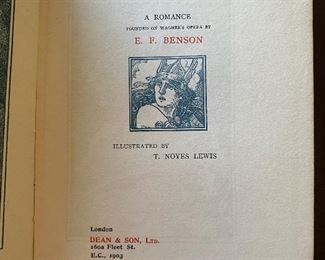 A ROMANCE
FOUNDED ON WAGNER'S OPERA BY
E. F. BENSON
ILLUSTRATED BY
T. NOYES LEWIS
London
DEAN & SON, LTD.
160A FLEET ST.
E.C., 1903